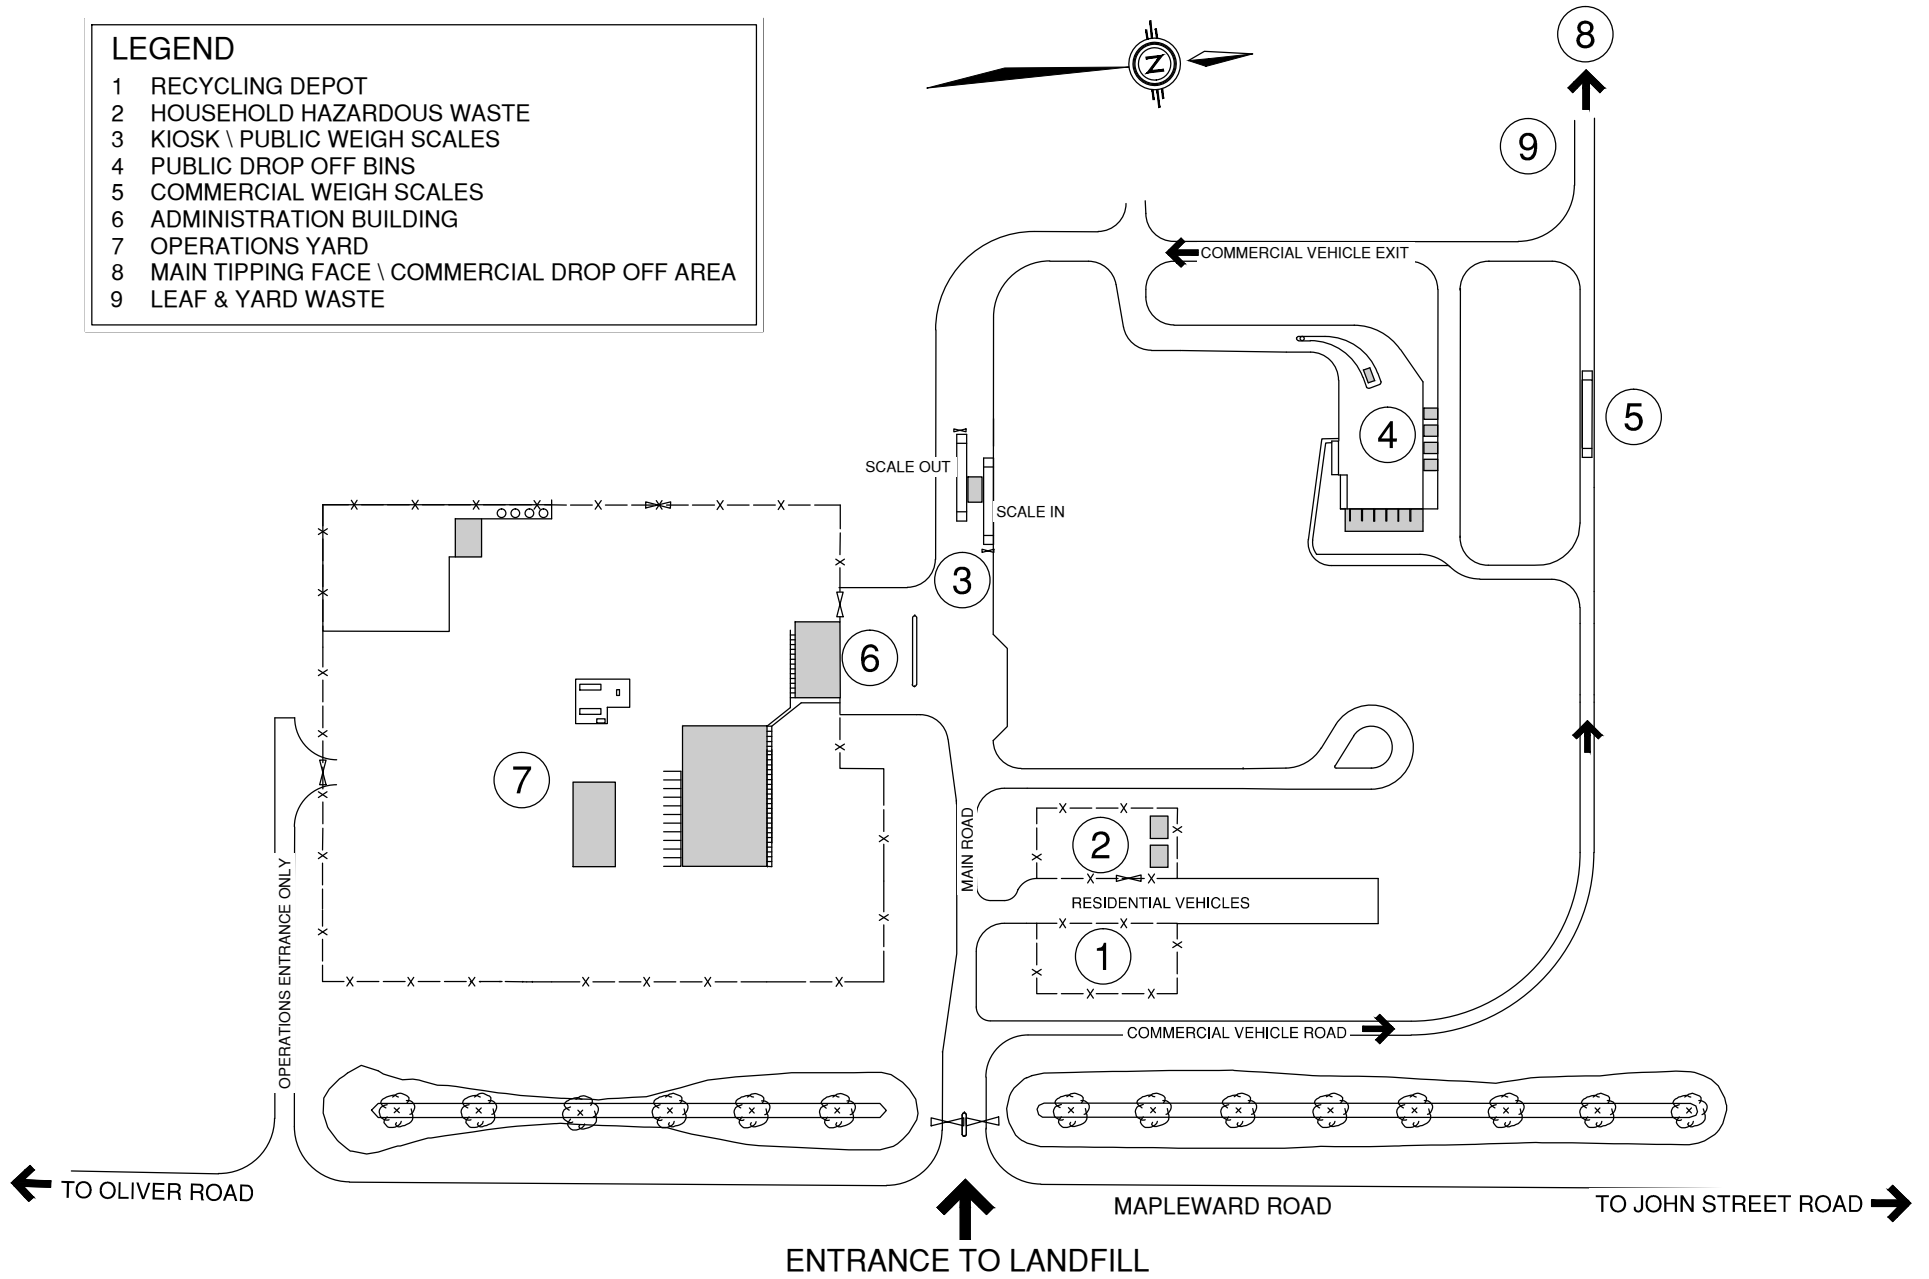 LEGEND
1 RECYCLING DEPOT
2 HOUSEHOLD HAZARDOUS WASTE
3 KIOSK \ PUBLIC WEIGH SCALES
4 PUBLIC DROP OFF BINS
5 COMMERCIAL WEIGH SCALES
6 ADMINISTRATION BUILDING
7 OPERATIONS YARD
8 MAIN TIPPING FACE \ COMMERCIAL DROP OFF AREA
9 LEAF & YARD WASTE
N
8
9
COMMERCIAL VEHICLE EXIT
5
4
SCALE OUT
SCALE IN
3
6
7
MAIN ROAD
2
RESIDENTIAL VEHICLES
1
OPERATIONS ENTRANCE ONLY
COMMERCIAL VEHICLE ROAD
TO OLIVER ROAD
MAPLEWARD ROAD
TO JOHN STREET ROAD
ENTRANCE TO LANDFILL